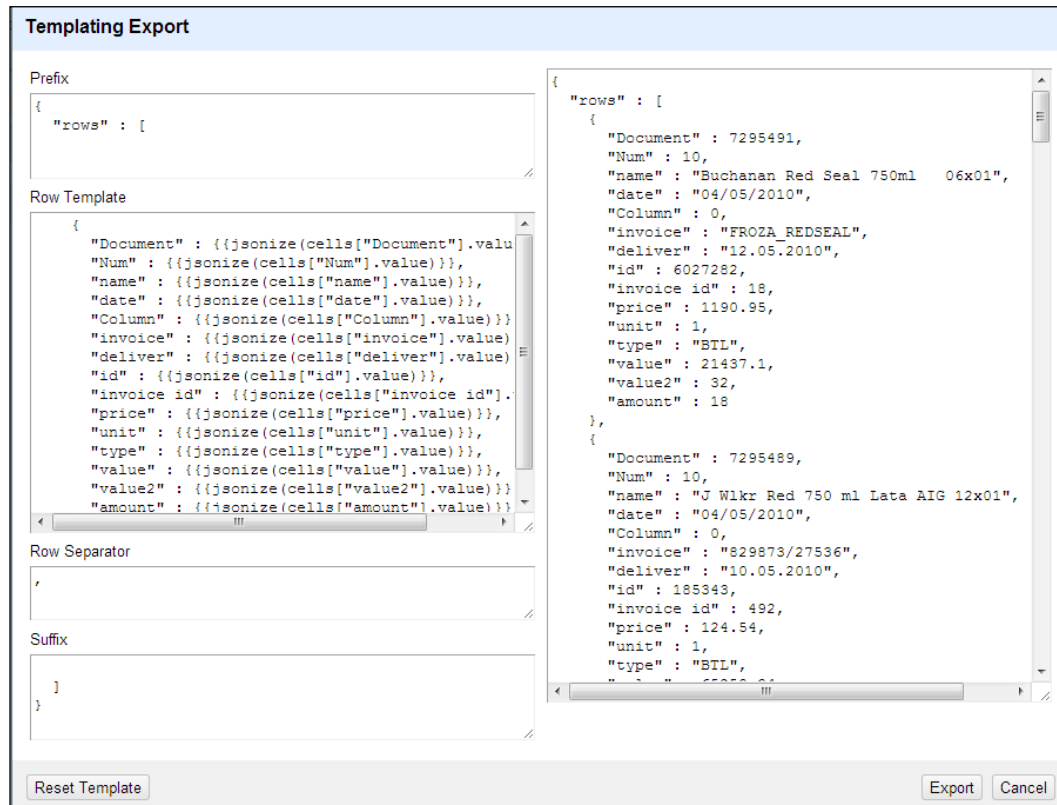 Templating Export
Prefix
{
"rows" : [
Row Template
{
"Document" : {{jsonize(cells["Document"].valu
"Num" : {{jsonize(cells["Num"].value)}},
"name" : {{jsonize(cells["name"].value)}},
"date" : {{jsonize(cells["date"].value)}},
"Column" : {{jsonize(cells["Column"].value)}}
"invoice" : {{jsonize(cells["invoice"].value)
"deliver" : {{jsonize(cells["deliver"].value)
"id" : {{jsonize(cells["id"].value)}},
"invoice id" : {{jsonize(cells["invoice id"].
"price" : {{jsonize(cells["price"].value)}},
"unit" : {{jsonize(cells["unit"].value)}},
"type" : {{jsonize(cells["type"].value)}},
"value" : {{jsonize(cells["value"].value)}},
"value2" : {{jsonize(cells["value2"].value)}}
"amount" : {{jsonize(cells["amount"].value)}}
Row Separator
,
Suffix
]
}
{
"rows" : [
{
"Document" : 7295491,
"Num" : 10,
"name" : "Buchanan Red Seal 750ml   06x01",
"date" : "04/05/2010",
"Column" : 0,
"invoice" : "FROZA_REDSEAL",
"deliver" : "12.05.2010",
"id" : 6027282,
"invoice id" : 18,
"price" : 1190.95,
"unit" : 1,
"type" : "BTL",
"value" : 21437.1,
"value2" : 32,
"amount" : 18
},
{
"Document" : 7295489,
"Num" : 10,
"name" : "J Wlkr Red 750 ml Lata AIG 12x01",
"date" : "04/05/2010",
"Column" : 0,
"invoice" : "829873/27536",
"deliver" : "10.05.2010",
"id" : 185343,
"invoice id" : 492,
"price" : 124.54,
"unit" : 1,
"type" : "BTL",
Reset Template
Export
Cancel